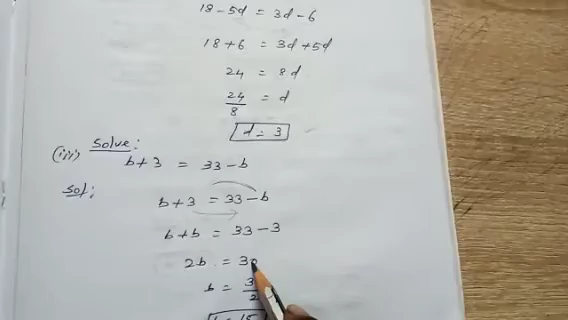 18 - 5d = 3d - 6
18 + 6 = 3d + 5d
24 = 8d
24/8 = d
d = 3
(iii) Solve:
b + 3 = 33 - b
Sol:
b + 3 = 33 - b
b + b = 33 - 3
2b = 30
b = 3 / 2